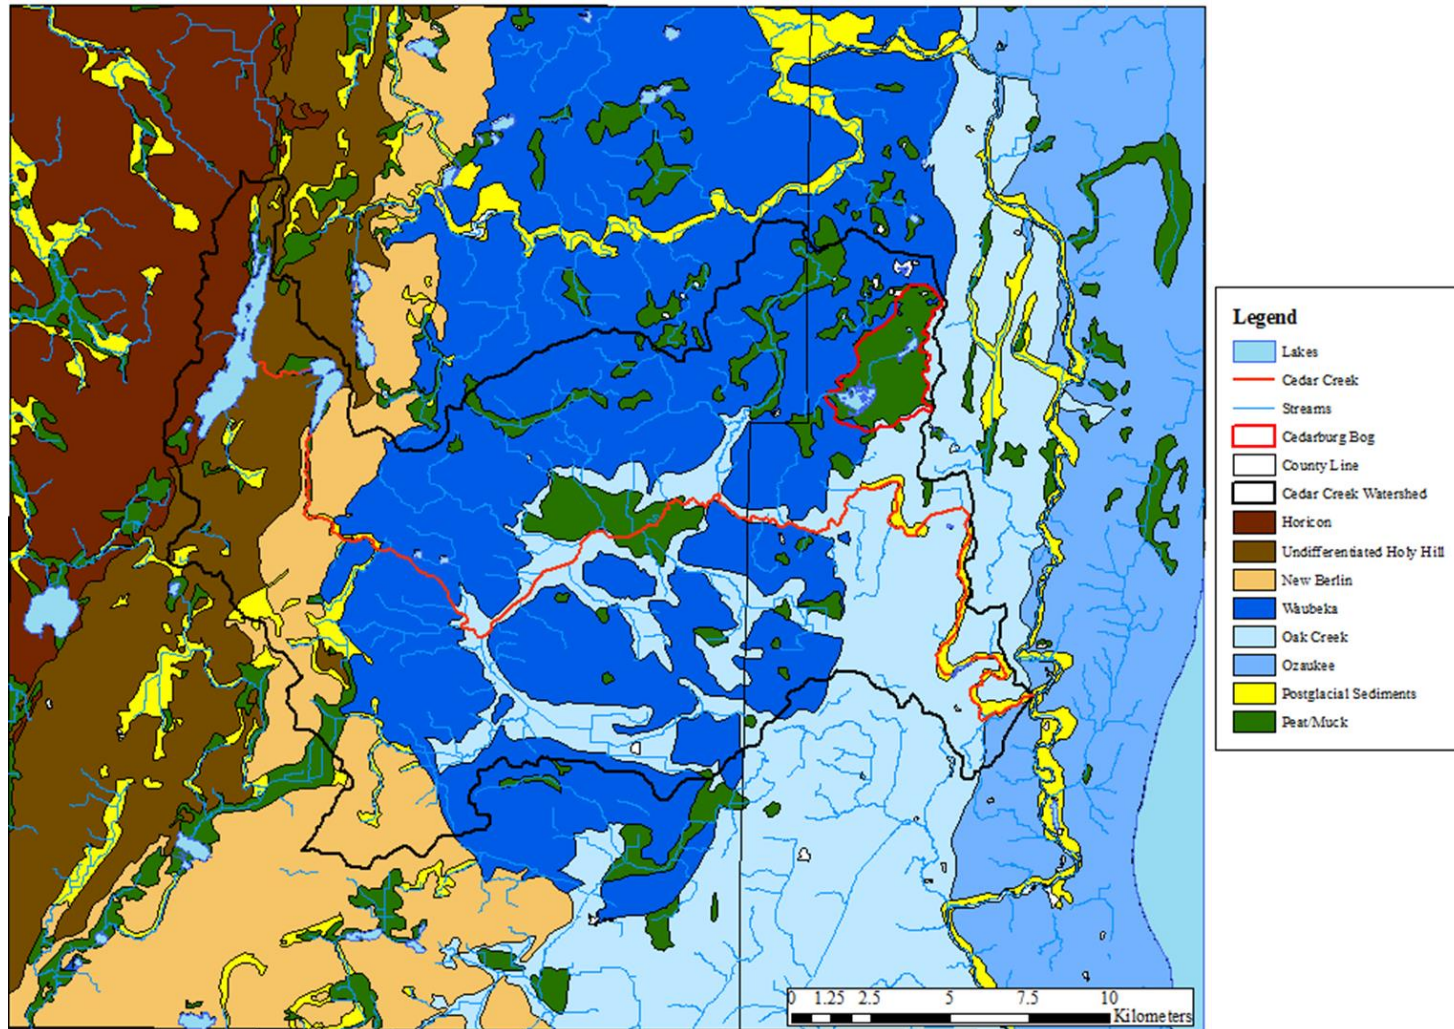 Legend
Lakes
Cedar Creek
Streams
Cedarburg Bog
County Line
Cedar Creek Watershed
Horicon
Undifferentiated Holy Hill
New Berlin
Waubeka
Oak Creek
Ozaukee
Postglacial Sediments
Peat/Muck
0 1.25 2.5 5 7.5 10
Kilometers